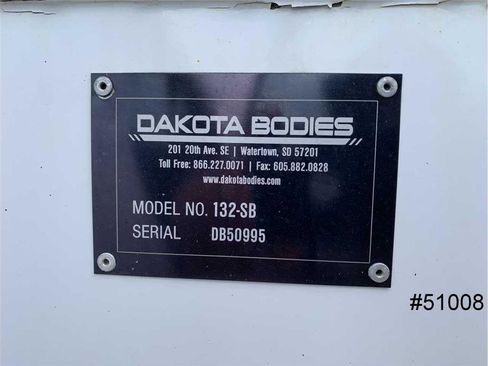 DAKOTA BODIES
201 20th Ave. SE | Watertown, SD 57201
Toll Free: 866.227.0071 | Fax: 605.882.0828
www.dakotabodies.com
MODEL NO. 132-SB
SERIAL DB50995
#51008